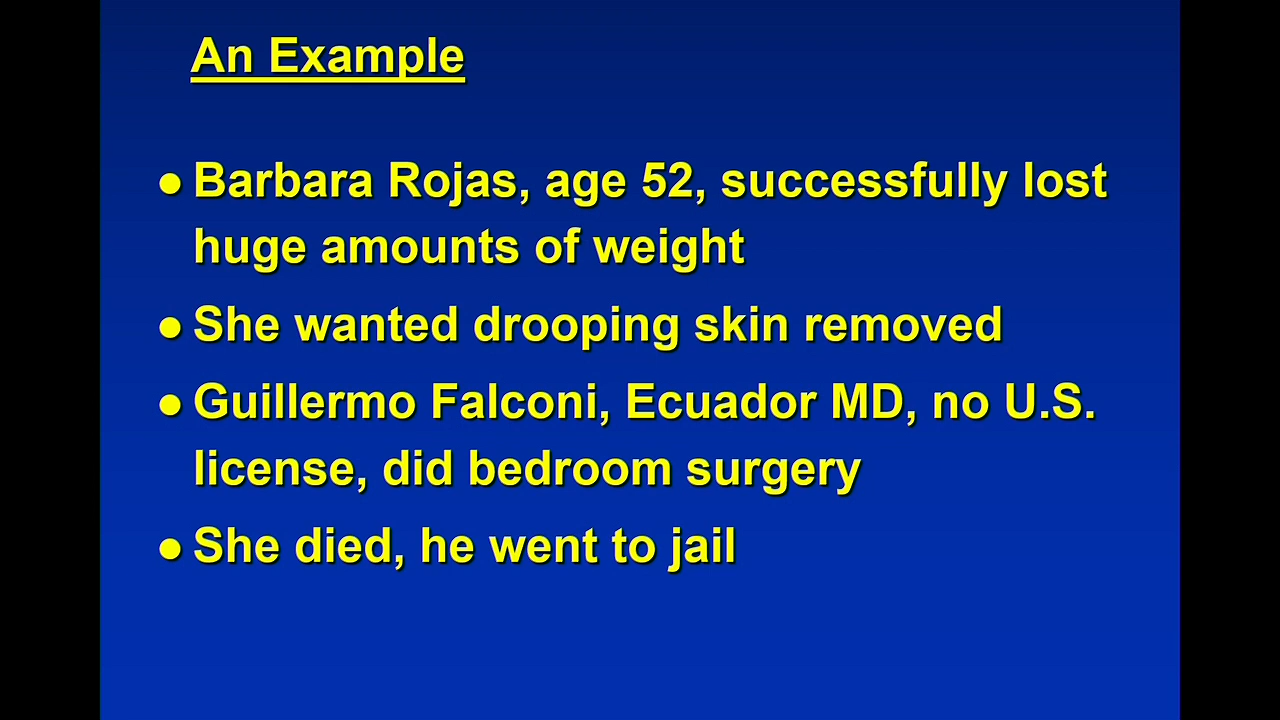 An Example
● Barbara Rojas, age 52, successfully lost
huge amounts of weight
● She wanted drooping skin removed
● Guillermo Falconi, Ecuador MD, no U.S.
license, did bedroom surgery
● She died, he went to jail